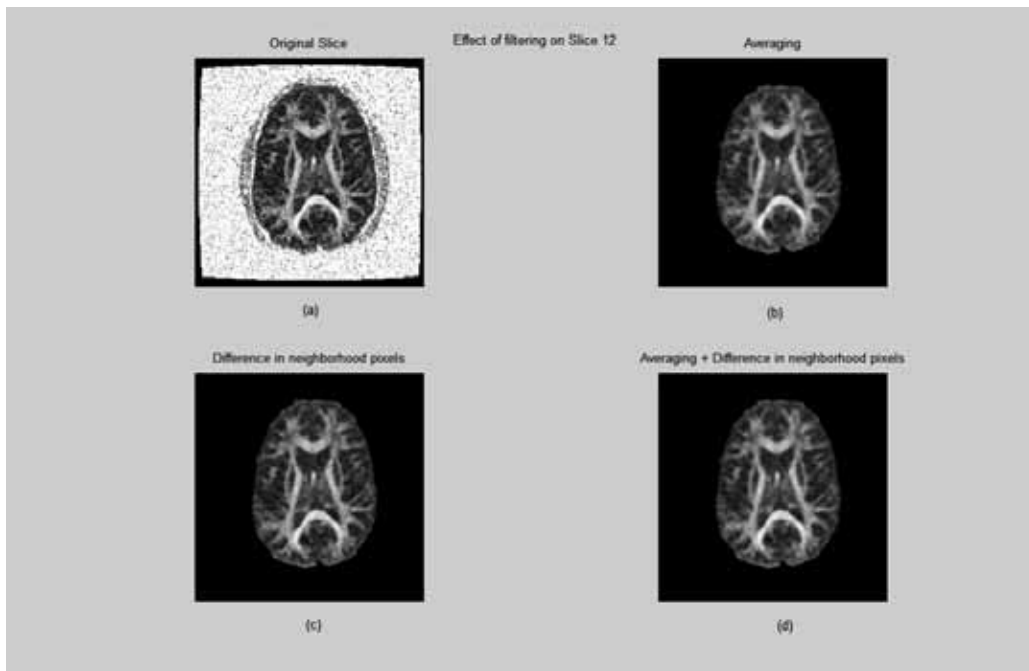 Effect of filtering on Slice 12
Original Slice
Averaging
(a)
(b)
Difference in neighborhood pixels
Averaging + Difference in neighborhood pixels
(c)
(d)